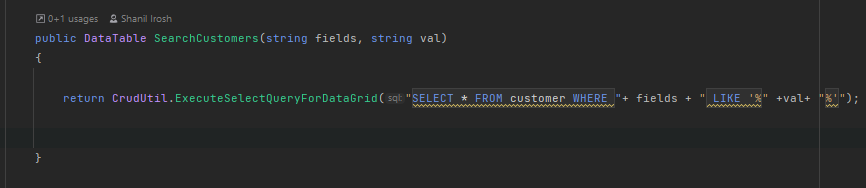 0+1 usages Shanil Irosh
public DataTable SearchCustomers(string fields, string val)
{
return CrudUtil.ExecuteSelectQueryForDataGrid(sql:"SELECT * FROM customer WHERE "+ fields + " LIKE '%" +val+ "%'");
}